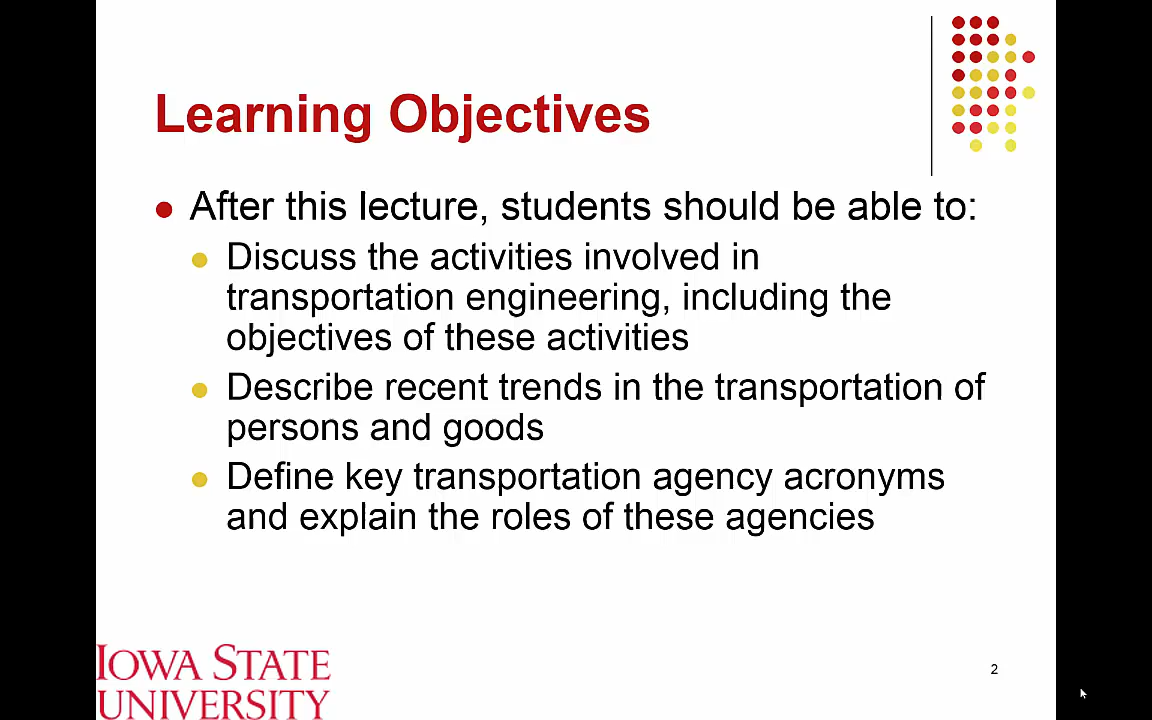 Learning Objectives
After this lecture, students should be able to:
Discuss the activities involved in
transportation engineering, including the
objectives of these activities
Describe recent trends in the transportation of
persons and goods
Define key transportation agency acronyms
and explain the roles of these agencies
IOWA STATE
UNIVERSITY
2